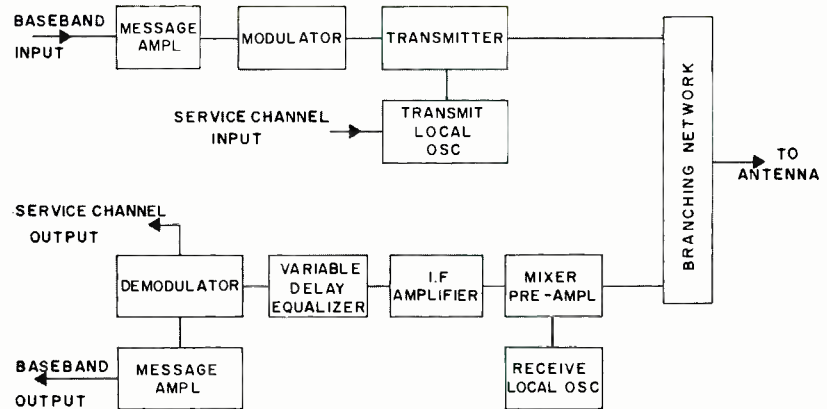 BASEBAND
INPUT
MESSAGE
AMPL
MODULATOR
TRANSMITTER
SERVICE CHANNEL
INPUT
TRANSMIT
LOCAL
OSC
BRANCHING NETWORK
TO
ANTENNA
SERVICE CHANNEL
OUTPUT
DEMODULATOR
VARIABLE
DELAY
EQUALIZER
I.F
AMPLIFIER
MIXER
PRE-AMPL
BASEBAND
OUTPUT
MESSAGE
AMPL
RECEIVE
LOCAL OSC